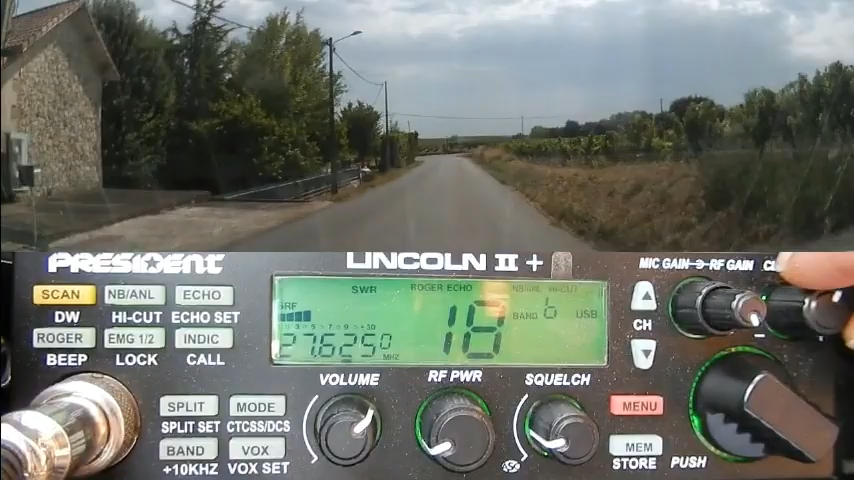 PRESIDENT
LINCOLN II +
MIC GAIN RF GAIN CL
SCAN NB/ANL ECHO
DW HI-CUT ECHO SET
ROGER EMG 1/2 INDIC
BEEP LOCK CALL
SWR ROGER ECHO NB/ANL HI-CUT
SRF
18
BAND 6 USB
27.6250 MHZ
CH
VOLUME RF PWR SQUELCH
SPLIT MODE
SPLIT SET CTCSS/DCS
BAND VOX
+10KHZ VOX SET
MENU
MEM
STORE PUSH